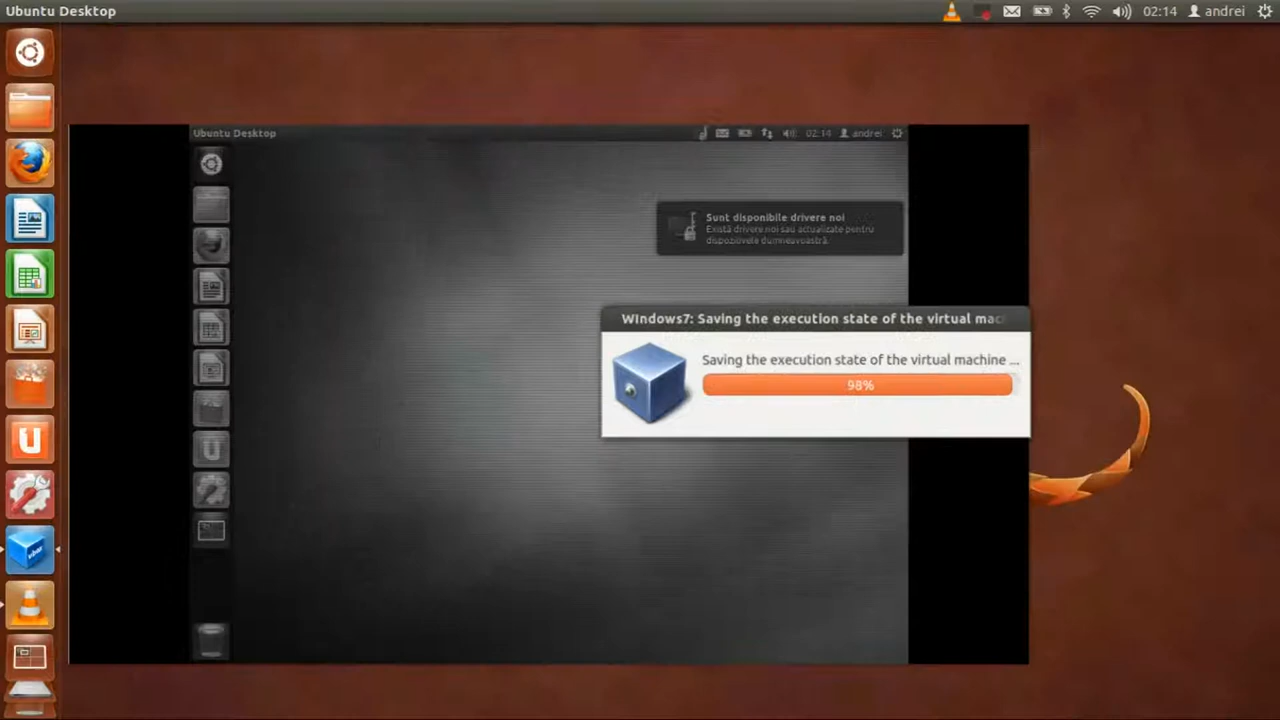 Ubuntu Desktop
02:14
andrei
Ubuntu Desktop
02:14
andrei
Sunt disponibile drivere noi
Există drivere noi sau actualizate pentru
dispozitivele dumneavoastră.
WIndows7: Saving the execution state of the virtual mac
Saving the execution state of the virtual machine ...
98%
U
vbox
U